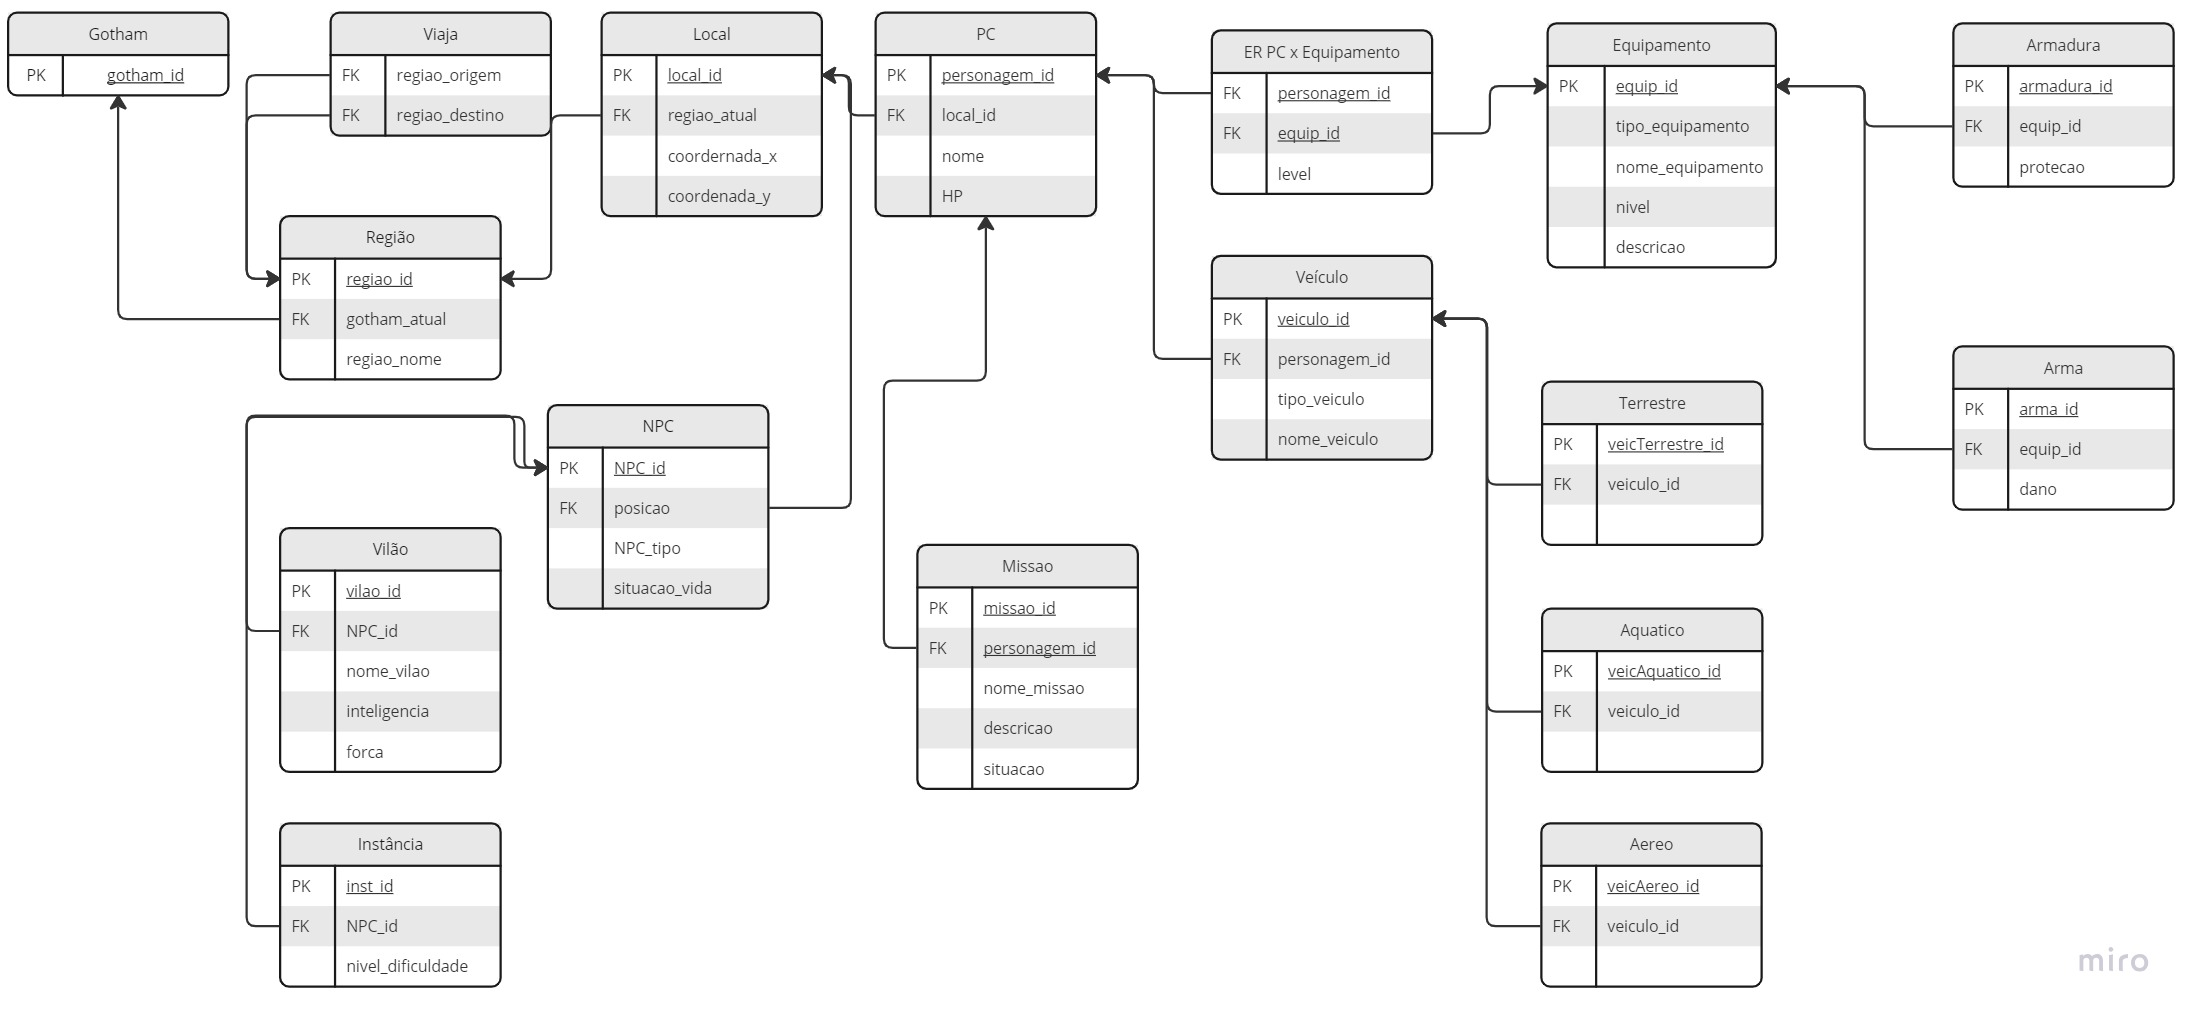 Gotham
PK gotham_id
Viaja
FK regiao_origem
FK regiao_destino
Local
PK local_id
FK regiao_atual
coordernada_x
coordenada_y
PC
PK personagem_id
FK local_id
nome
HP
ER PC x Equipamento
FK personagem_id
FK equip_id
level
Equipamento
PK equip_id
tipo_equipamento
nome_equipamento
nivel
descricao
Armadura
PK armadura_id
FK equip_id
protecao
Região
PK regiao_id
FK gotham_atual
regiao_nome
Veículo
PK veiculo_id
FK personagem_id
tipo_veiculo
nome_veiculo
Arma
PK arma_id
FK equip_id
dano
NPC
PK NPC_id
FK posicao
NPC_tipo
situacao_vida
Terrestre
PK veicTerrestre_id
FK veiculo_id
Vilão
PK vilao_id
FK NPC_id
nome_vilao
inteligencia
forca
Missao
PK missao_id
FK personagem_id
nome_missao
descricao
situacao
Aquatico
PK veicAquatico_id
FK veiculo_id
Instância
PK inst_id
FK NPC_id
nivel_dificuldade
Aereo
PK veicAereo_id
FK veiculo_id
miro